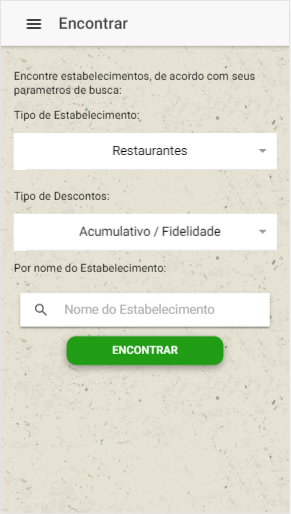 Encontrar
Encontre estabelecimentos, de acordo com seus
parametros de busca:
Tipo de Estabelecimento:
Restaurantes
Tipo de Descontos:
Acumulativo / Fidelidade
Por nome do Estabelecimento:
Nome do Estabelecimento
ENCONTRAR